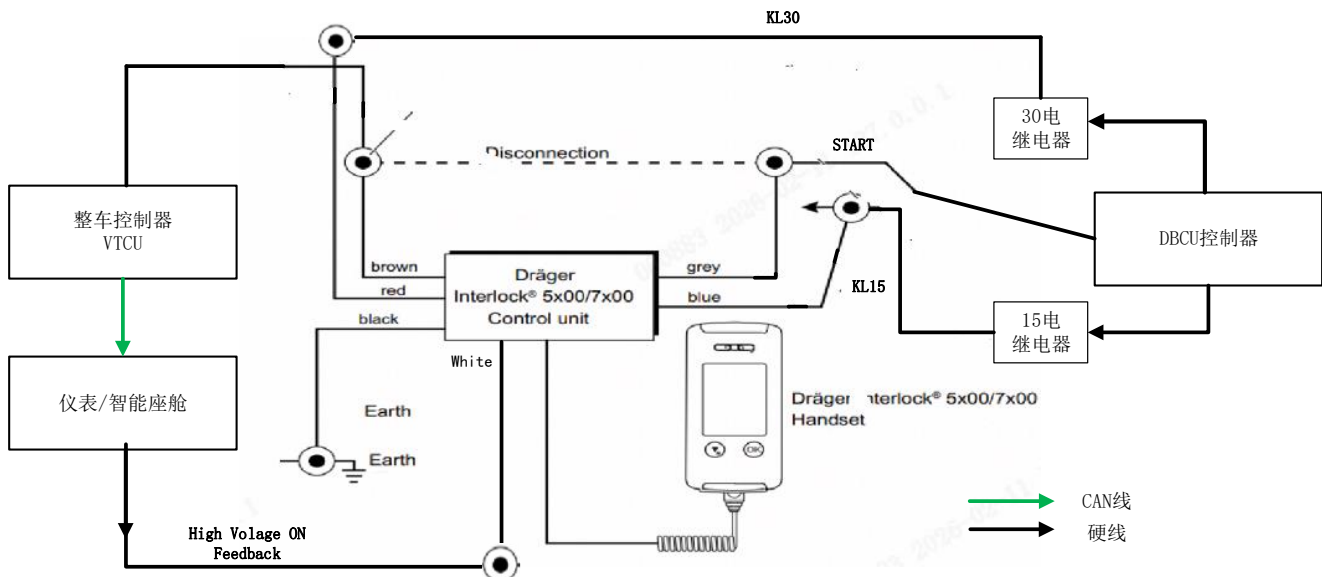 KL30
30电
继电器
Disconnection
START
整车控制器
VTCU
DBCU控制器
brown
grey
Dräger
Interlock® 5x00/7x00
Control unit
red
blue
KL15
black
15电
继电器
White
仪表/智能座舱
Earth
Dräger
nterlock® 5x00/7x00
Handset
OK
Earth
CAN线
High Volage ON
Feedback
硬线